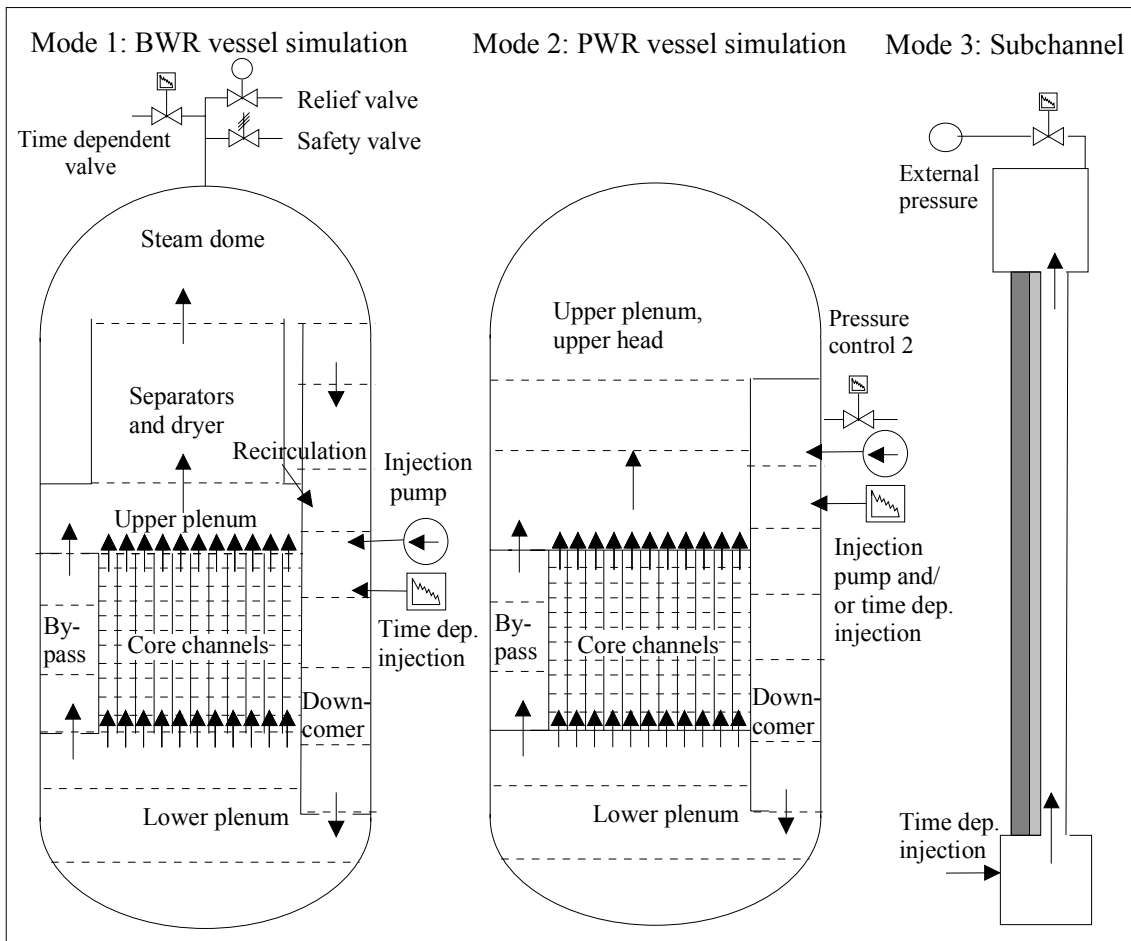 Mode 1: BWR vessel simulation
Mode 2: PWR vessel simulation
Mode 3: Subchannel
Relief valve
Time dependent
valve
Safety valve
Steam dome
Separators
and dryer
Recirculation
Injection
pump
Upper plenum
By-
pass
Core channels
Time dep.
injection
Down-
comer
Lower plenum
Upper plenum,
upper head
Pressure
control 2
Injection
pump and/
or time dep.
injection
By-
pass
Core channels
Down-
comer
Lower plenum
External
pressure
Time dep.
injection